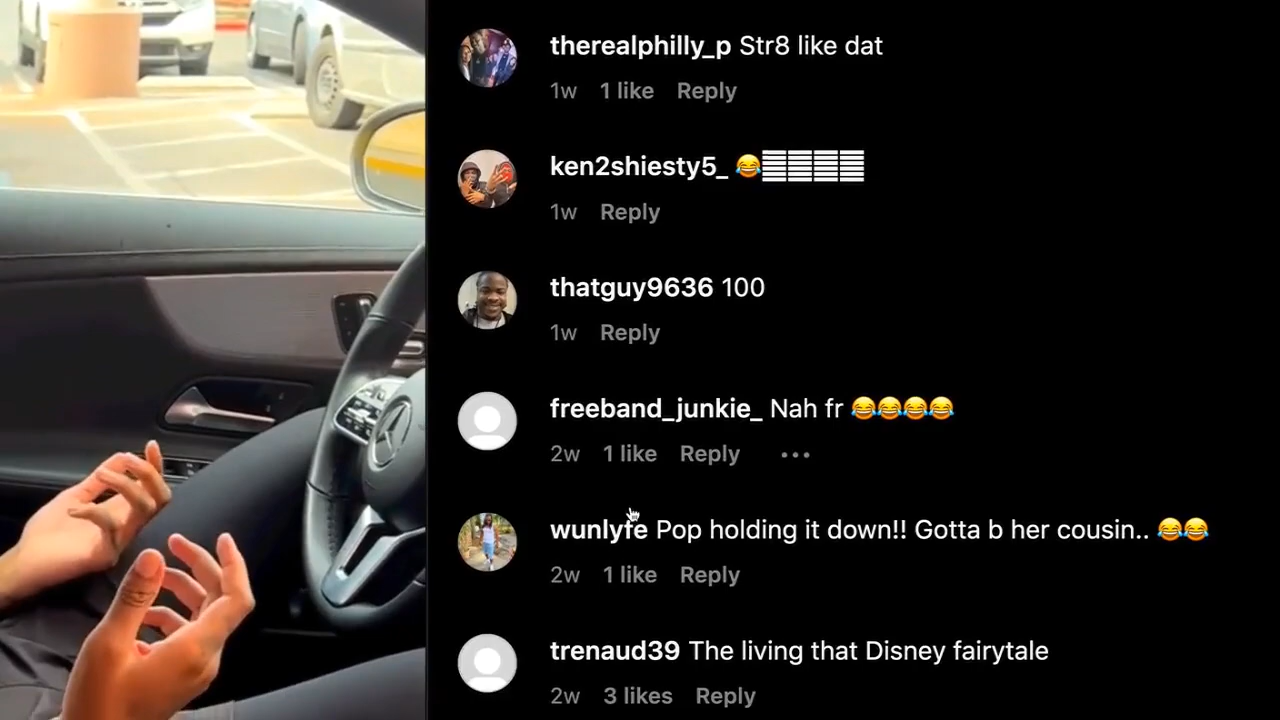 therealphilly_p Str8 like dat
1w 1 like Reply
ken2shiesty5_ 😂𝄛𝄛𝄛𝄛
1w Reply
thatguy9636 100
1w Reply
freeband_junkie_ Nah fr 😂😂😂😂
2w 1 like Reply •••
wunlyfe Pop holding it down!! Gotta b her cousin.. 😂😂
2w 1 like Reply
trenaud39 The living that Disney fairytale
2w 3 likes Reply